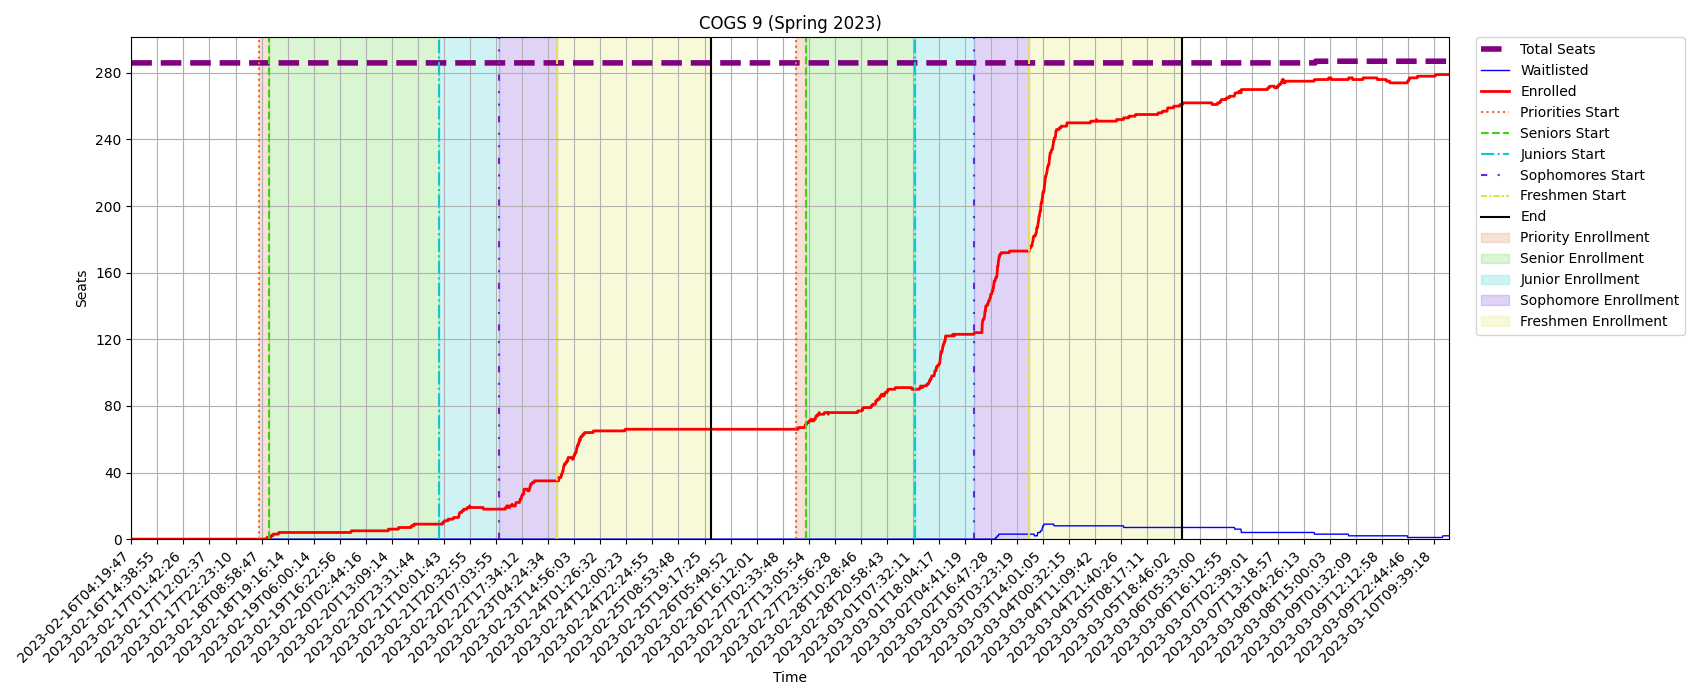 COGS 9 (Spring 2023)
Seats
280
240
200
160
120
80
40
0
Total Seats
Waitlisted
Enrolled
Priorities Start
Seniors Start
Juniors Start
Sophomores Start
Freshmen Start
End
Priority Enrollment
Senior Enrollment
Junior Enrollment
Sophomore Enrollment
Freshmen Enrollment
2023-02-16T04:19:47
2023-02-16T14:38:55
2023-02-17T01:42:26
2023-02-17T12:02:37
2023-02-17T22:23:10
2023-02-18T08:58:47
2023-02-18T19:16:14
2023-02-19T06:00:14
2023-02-19T16:22:56
2023-02-20T02:44:16
2023-02-20T13:09:14
2023-02-20T23:31:44
2023-02-21T10:01:43
2023-02-21T20:32:55
2023-02-22T07:03:55
2023-02-22T17:34:12
2023-02-23T04:24:34
2023-02-23T14:56:03
2023-02-24T01:26:32
2023-02-24T12:00:23
2023-02-24T22:24:55
2023-02-25T08:53:48
2023-02-25T19:17:25
2023-02-26T05:49:52
2023-02-26T16:12:01
2023-02-27T02:33:48
2023-02-27T13:05:54
2023-02-27T23:56:28
2023-02-28T10:28:46
2023-02-28T20:58:43
2023-03-01T07:32:11
2023-03-01T18:04:17
2023-03-02T04:41:19
2023-03-02T16:47:28
2023-03-03T03:23:19
2023-03-03T14:01:05
2023-03-04T00:32:15
2023-03-04T11:09:42
2023-03-04T21:40:26
2023-03-05T08:17:11
2023-03-05T18:46:02
2023-03-06T05:33:00
2023-03-06T16:12:55
2023-03-07T02:39:01
2023-03-07T13:18:57
2023-03-08T04:26:13
2023-03-08T15:00:03
2023-03-09T01:32:09
2023-03-09T12:12:58
2023-03-09T22:44:46
2023-03-10T09:39:18
Time